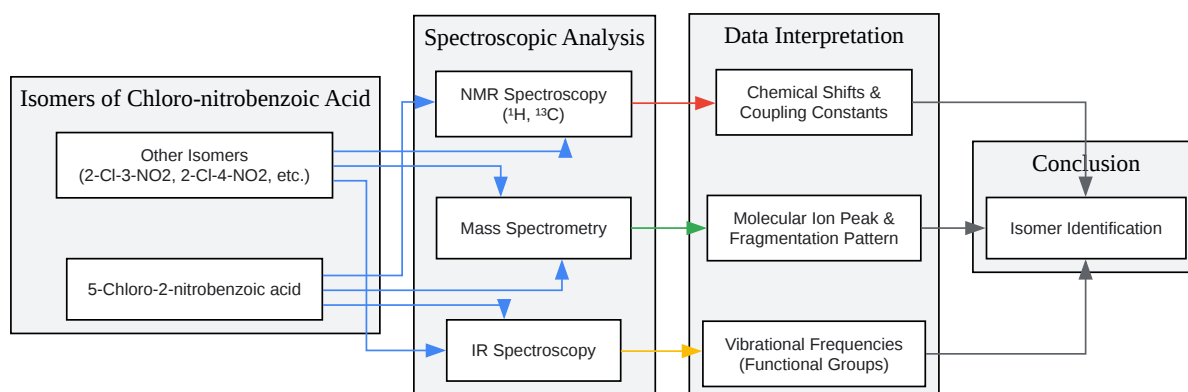 Isomers of Chloro-nitrobenzoic Acid
Other Isomers
(2-Cl-3-NO2, 2-Cl-4-NO2, etc.)
5-Chloro-2-nitrobenzoic acid
Spectroscopic Analysis
NMR Spectroscopy
(¹H, ¹³C)
Mass Spectrometry
IR Spectroscopy
Data Interpretation
Chemical Shifts &
Coupling Constants
Molecular Ion Peak &
Fragmentation Pattern
Vibrational Frequencies
(Functional Groups)
Conclusion
Isomer Identification